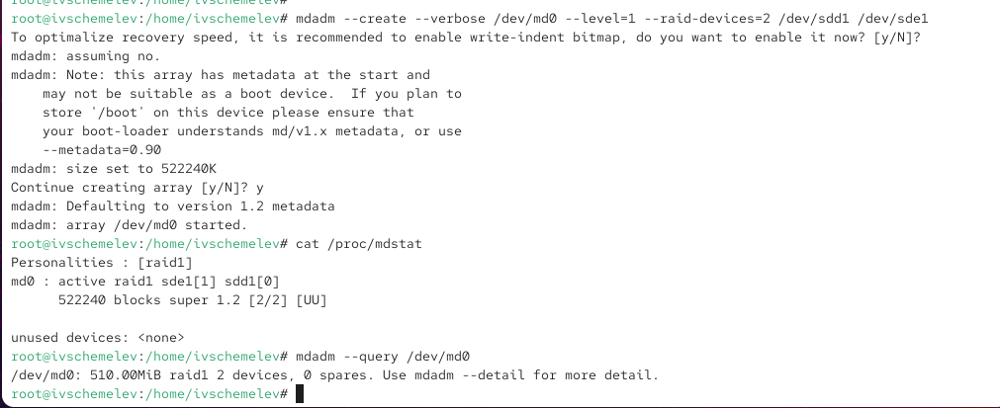 root@ivschemelev:/home/ivschemelev#
root@ivschemelev:/home/ivschemelev# mdadm --create --verbose /dev/md0 --level=1 --raid-devices=2 /dev/sdd1 /dev/sde1
To optimalize recovery speed, it is recommended to enable write-indent bitmap, do you want to enable it now? [y/N]?
mdadm: assuming no.
mdadm: Note: this array has metadata at the start and
    may not be suitable as a boot device.  If you plan to
    store '/boot' on this device please ensure that
    your boot-loader understands md/v1.x metadata, or use
    --metadata=0.90
mdadm: size set to 522240K
Continue creating array [y/N]? y
mdadm: Defaulting to version 1.2 metadata
mdadm: array /dev/md0 started.
root@ivschemelev:/home/ivschemelev# cat /proc/mdstat
Personalities : [raid1]
md0 : active raid1 sde1[1] sdd1[0]
      522240 blocks super 1.2 [2/2] [UU]

unused devices: <none>
root@ivschemelev:/home/ivschemelev# mdadm --query /dev/md0
/dev/md0: 510.00MiB raid1 2 devices, 0 spares. Use mdadm --detail for more detail.
root@ivschemelev:/home/ivschemelev#